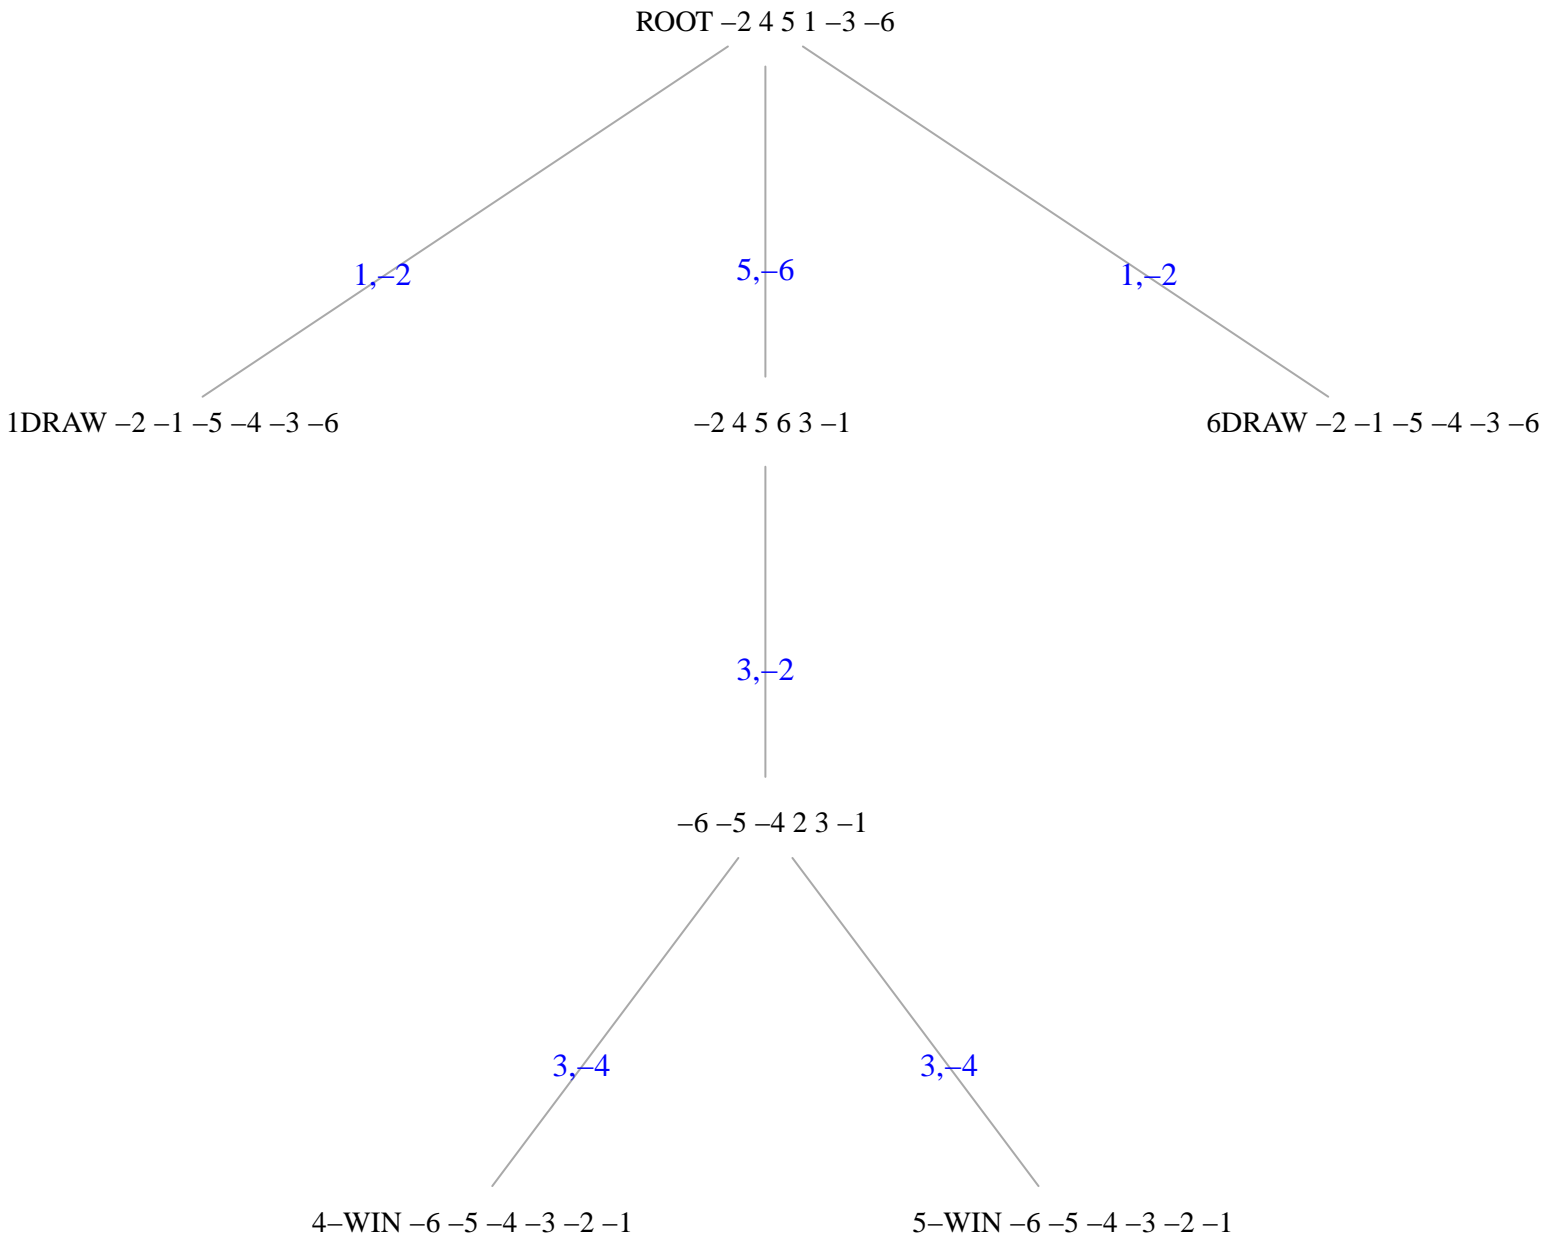 ROOT –2 4 5 1 –3 –6
1,–2
5,–6
1,–2
1DRAW –2 –1 –5 –4 –3 –6
–2 4 5 6 3 –1
6DRAW –2 –1 –5 –4 –3 –6
3,–2
–6 –5 –4 2 3 –1
3,–4
3,–4
4–WIN –6 –5 –4 –3 –2 –1
5–WIN –6 –5 –4 –3 –2 –1